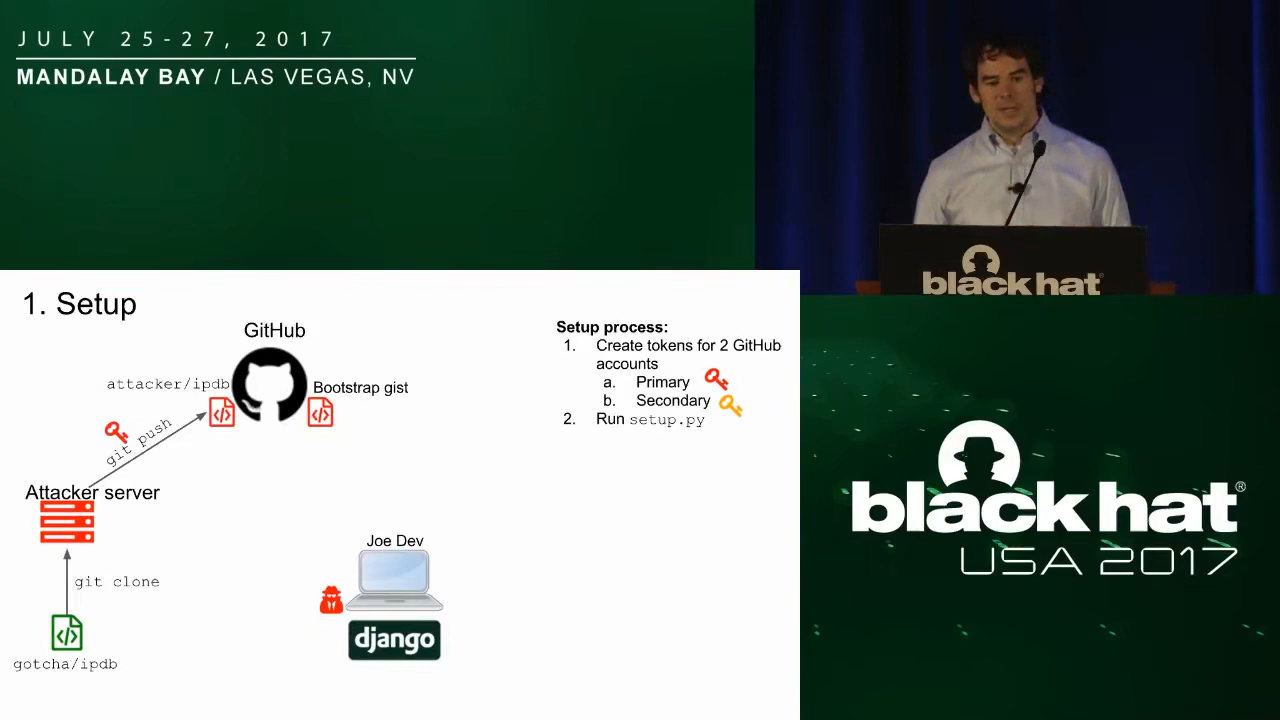 JULY 25-27, 2017
MANDALAY BAY / LAS VEGAS, NV
black hat
1. Setup
GitHub
attacker/ipdb
Bootstrap gist
git push
Attacker server
git clone
gotcha/ipdb
Joe Dev
django
Setup process:
1. Create tokens for 2 GitHub
accounts
a. Primary
b. Secondary
2. Run setup.py
black hat®
USA 2017